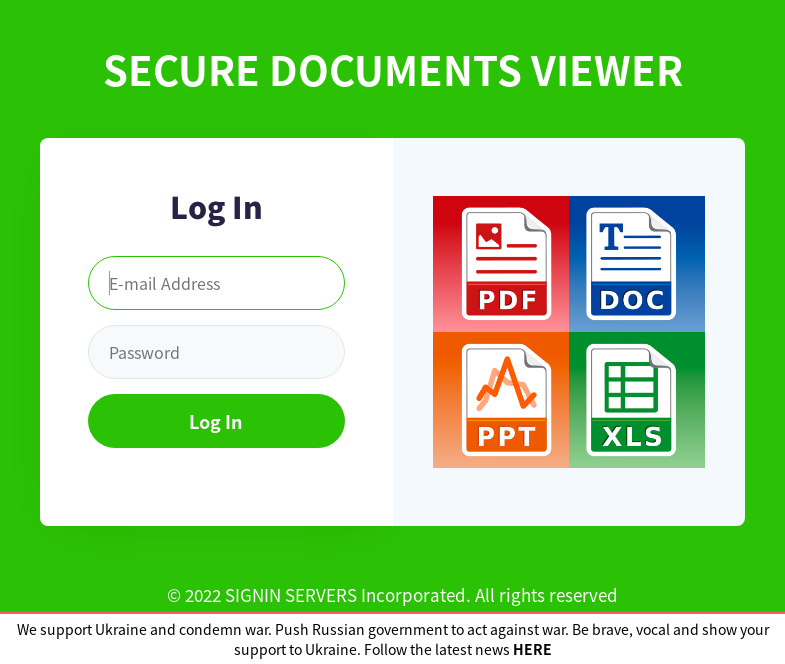 SECURE DOCUMENTS VIEWER
Log In
E-mail Address
Password
Log In
PDF
DOC
PPT
XLS
© 2022 SIGNIN SERVERS Incorporated. All rights reserved
We support Ukraine and condemn war. Push Russian government to act against war. Be brave, vocal and show your
support to Ukraine. Follow the latest news HERE